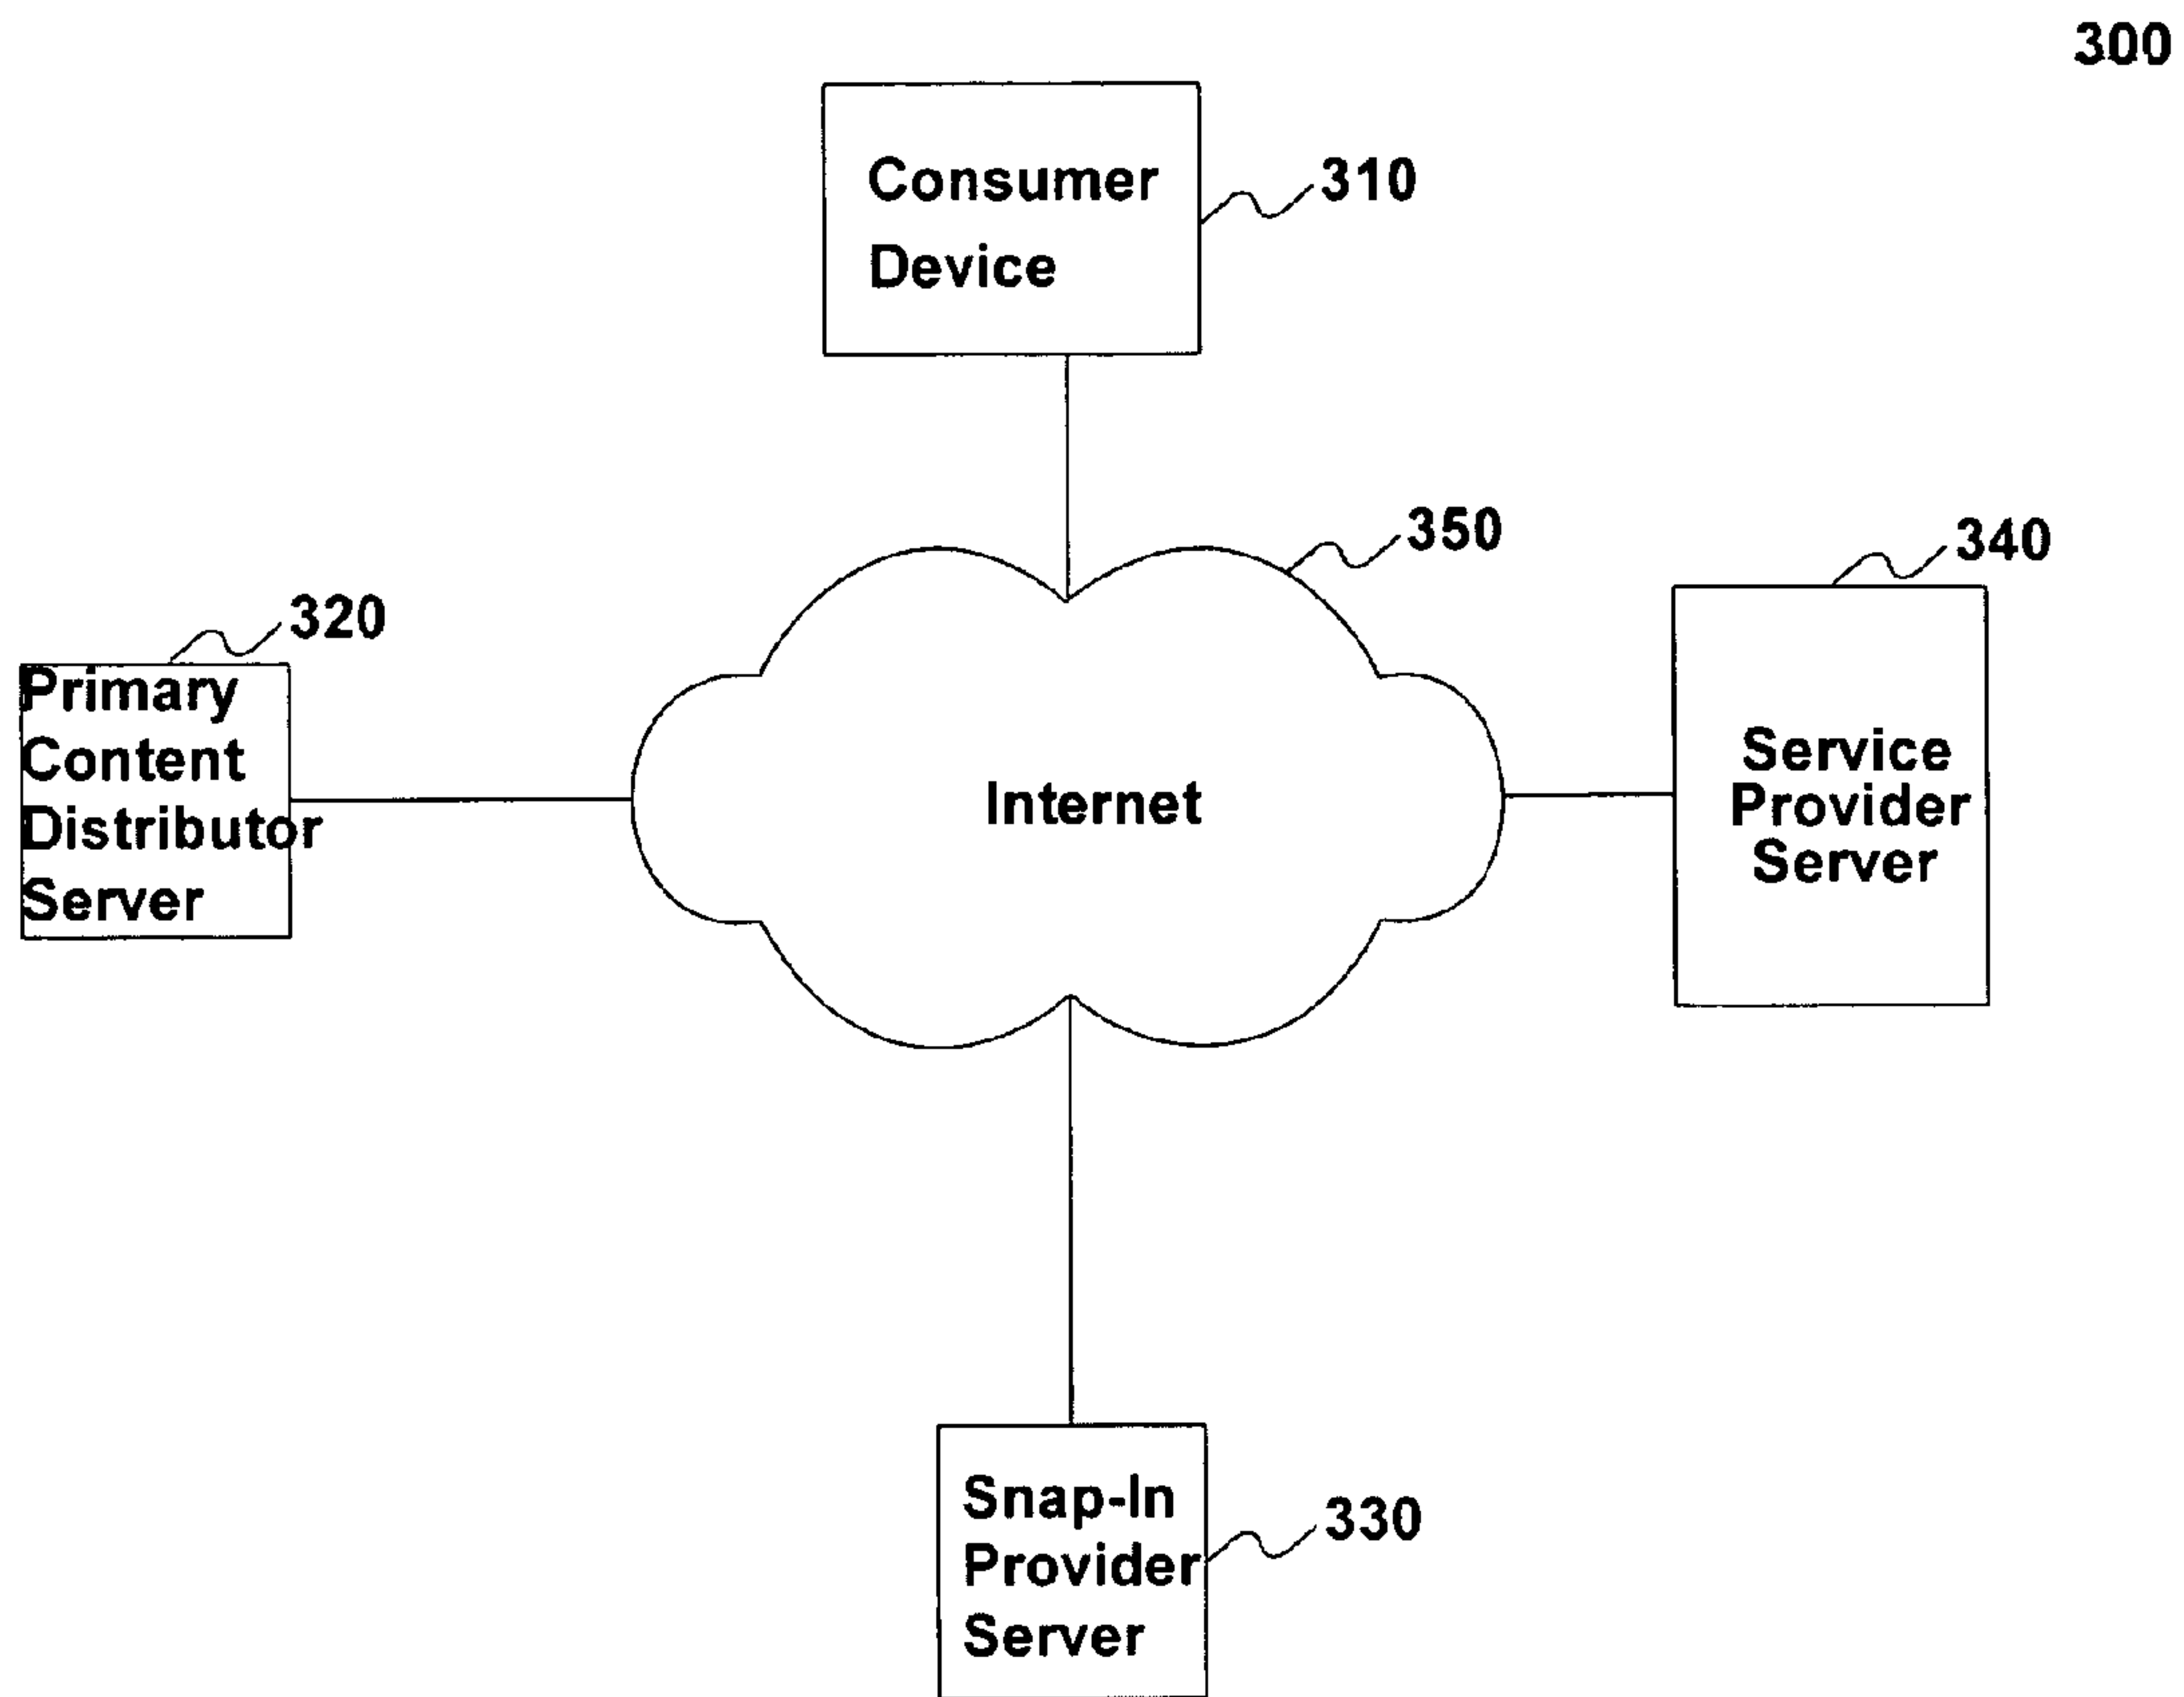 300
Consumer
Device
310
350
340
320
Primary
Content
Distributor
Server
Internet
Service
Provider
Server
Snap-In
Provider
Server
330